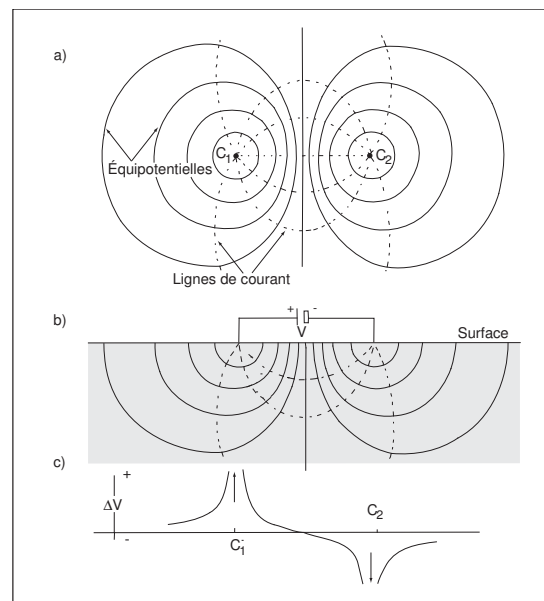 a)
C1
C2
Équipotentielles
Lignes de courant
b)
+ -
V
Surface
c)
+
ΔV
-
C1
C2